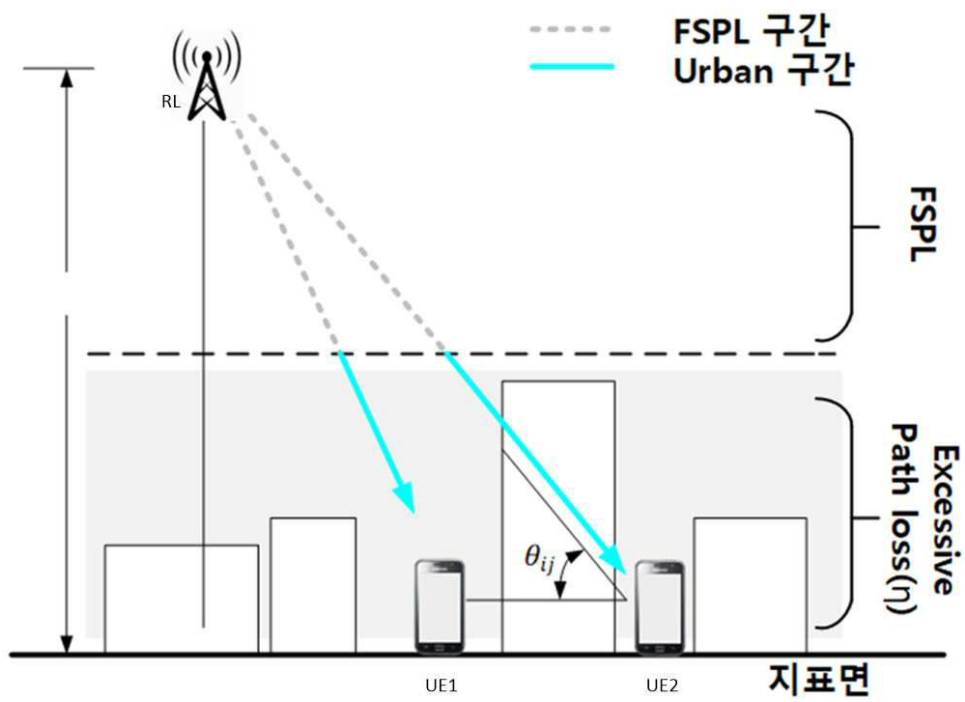 FSPL 구간
Urban 구간
RL
FSPL
Excessive
Path loss(η)
θij
UE1
UE2
지표면